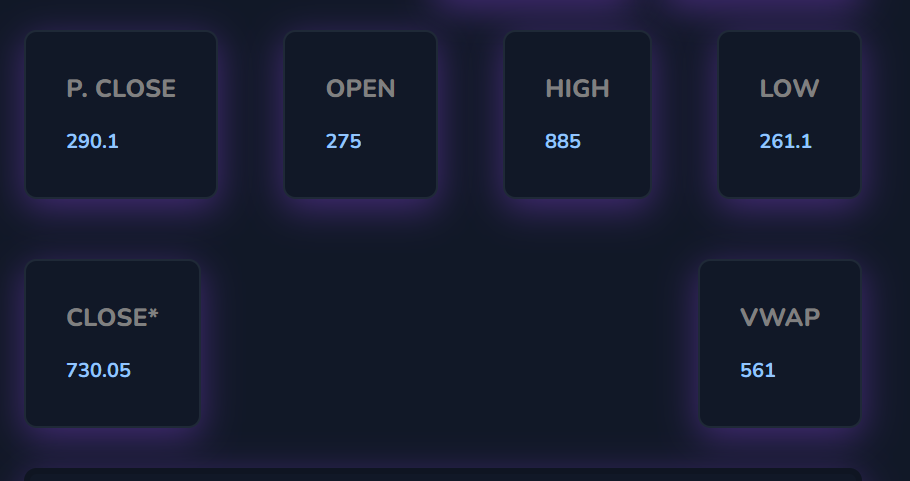 P. CLOSE
290.1
OPEN
275
HIGH
885
LOW
261.1
CLOSE*
730.05
VWAP
561